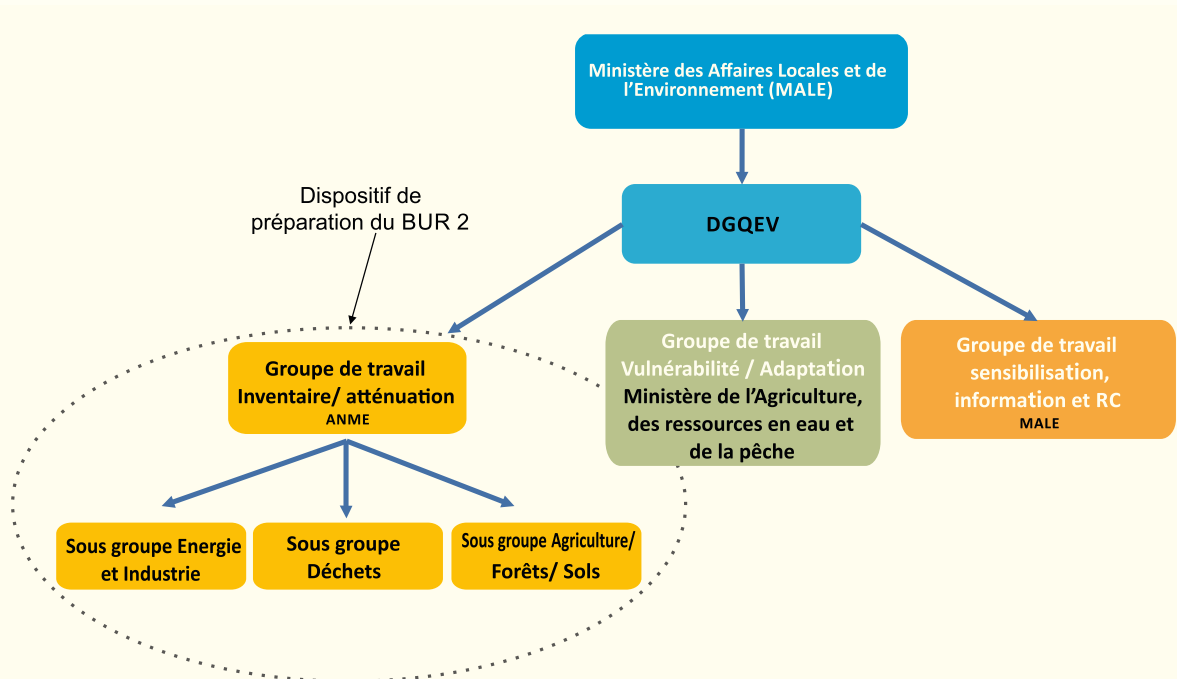 Ministère des Affaires Locales et de
l'Environnement (MALE)
DGQEV
Dispositif de
préparation du BUR 2
Groupe de travail
Inventaire/ atténuation
ANME
Groupe de travail
Vulnérabilité / Adaptation
Ministère de l'Agriculture,
des ressources en eau et
de la pêche
Groupe de travail
sensibilisation,
information et RC
MALE
Sous groupe Energie
et Industrie
Sous groupe
Déchets
Sous groupe Agriculture/
Forêts/ Sols